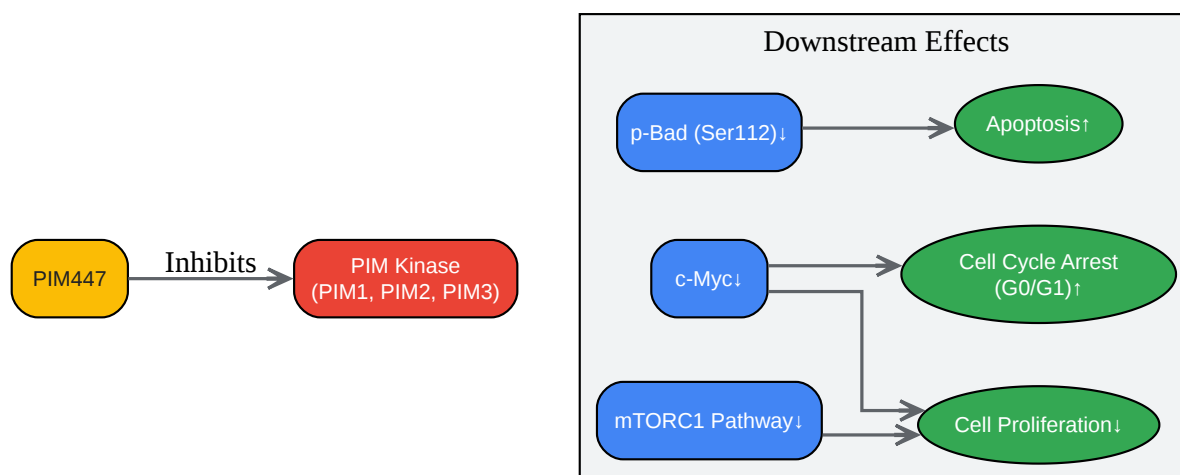 Downstream Effects
p-Bad (Ser112)↓
Apoptosis↑
PIM447
Inhibits
PIM Kinase
(PIM1, PIM2, PIM3)
c-Myc↓
Cell Cycle Arrest
(G0/G1)↑
mTORC1 Pathway↓
Cell Proliferation↓